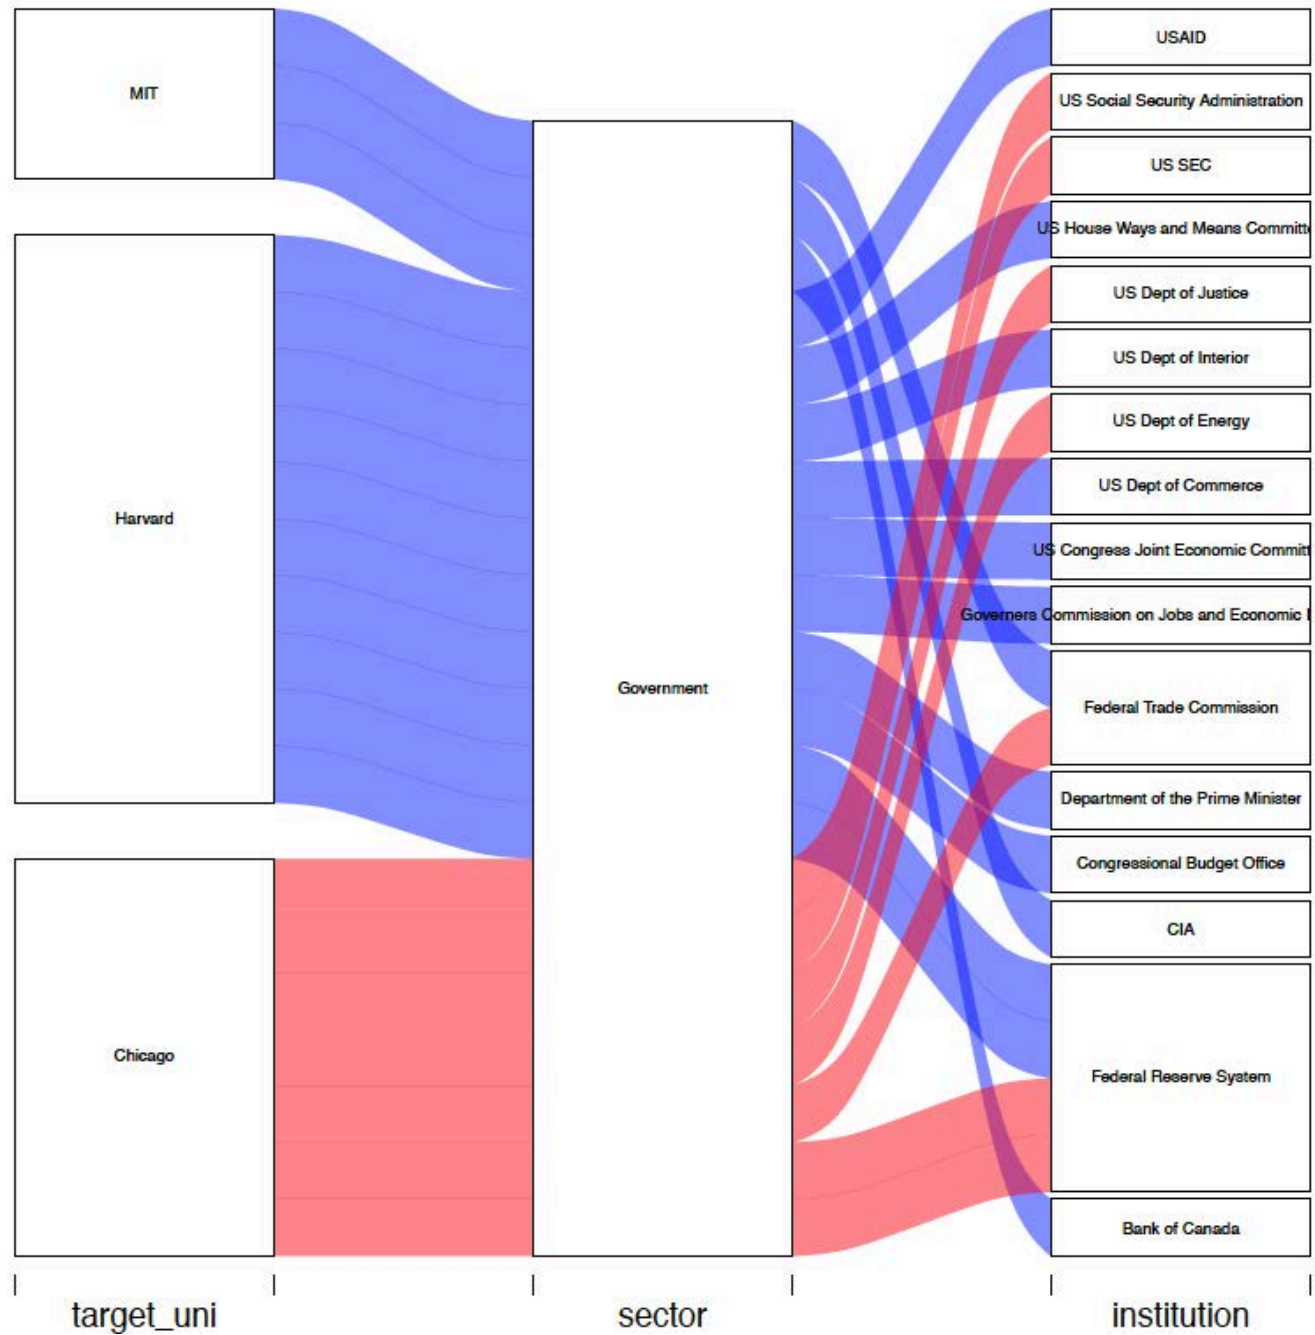 MIT
Harvard
Chicago
Government
USAID
US Social Security Administration
US SEC
US House Ways and Means Committe
US Dept of Justice
US Dept of Interior
US Dept of Energy
US Dept of Commerce
US Congress Joint Economic Committ
Governers Commission on Jobs and Economic
Federal Trade Commission
Department of the Prime Minister
Congressional Budget Office
CIA
Federal Reserve System
Bank of Canada
target_uni
sector
institution